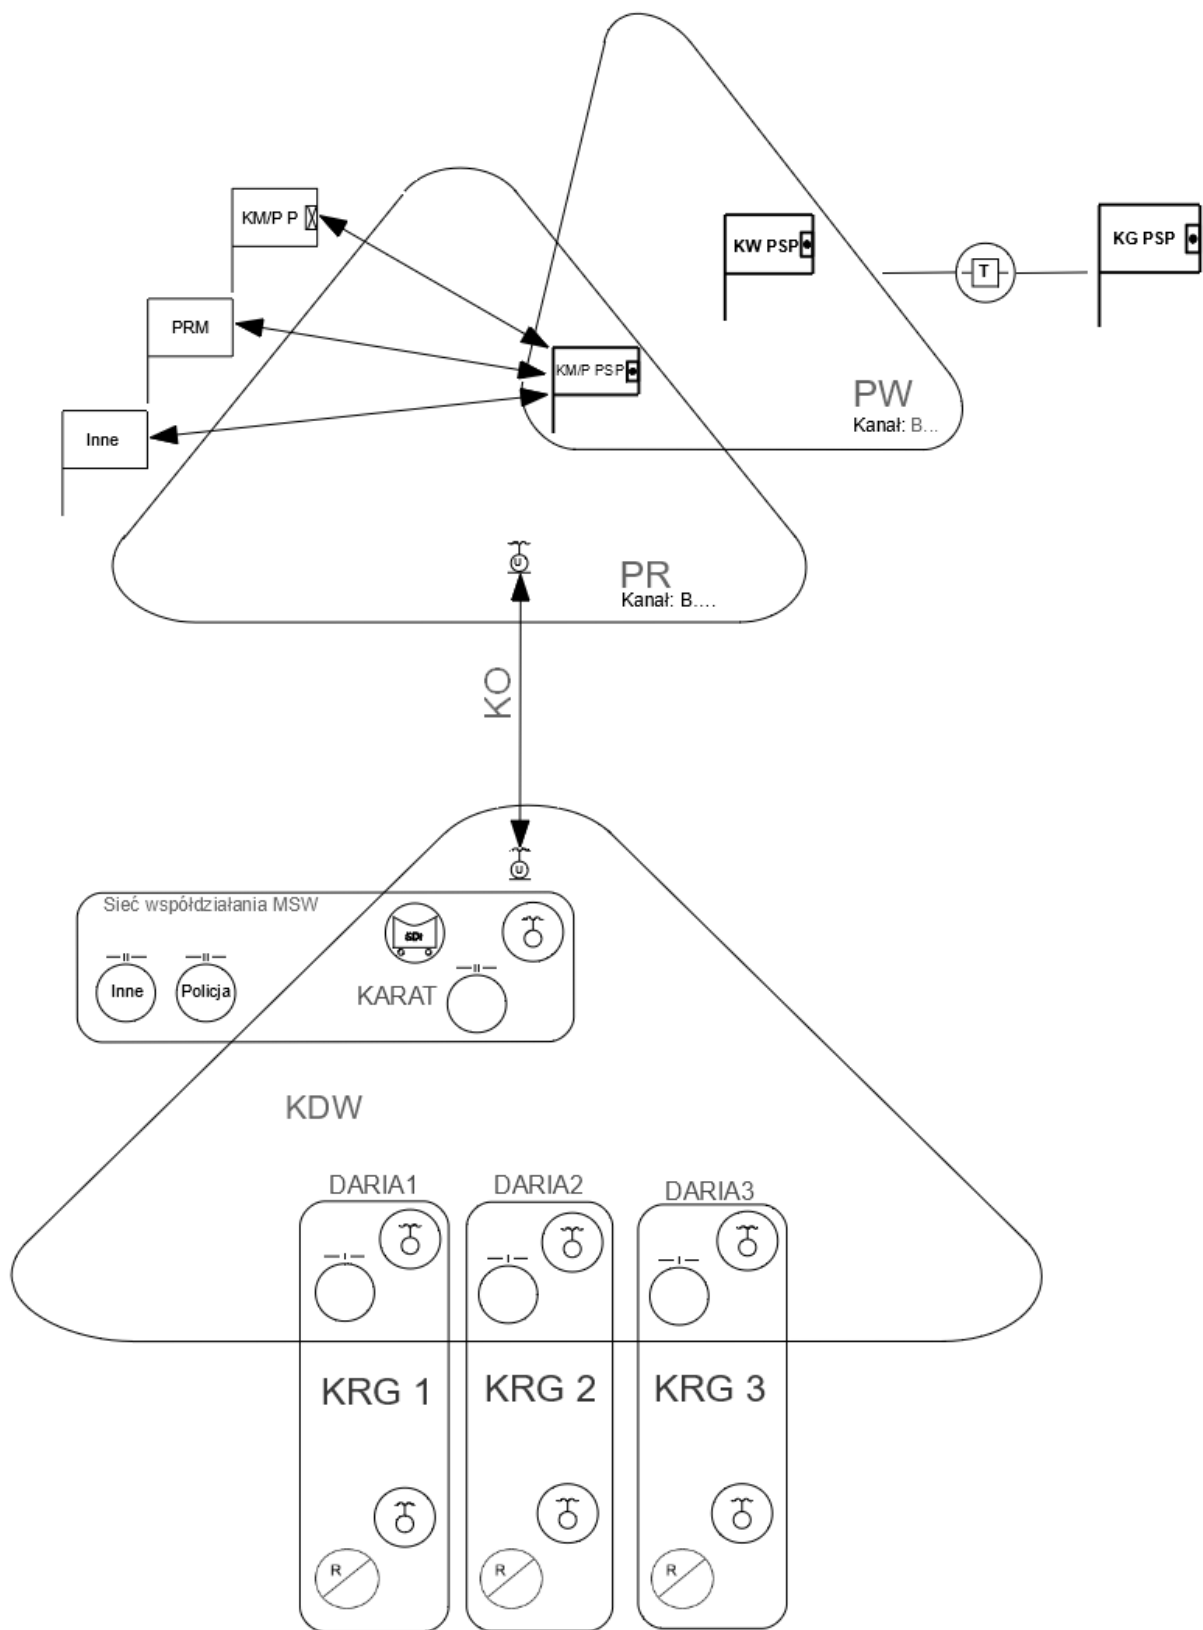 KM/P P
KW PSP
T
KG PSP
PRM
KM/P PSP
Inne
PW
Kanał: B...
U
PR
Kanał: B....
KO
U
Sieć współdziałania MSW
SDt
Inne
Policja
KARAT
KDW
DARIA1
DARIA2
DARIA3
KRG 1
KRG 2
KRG 3
R
R
R